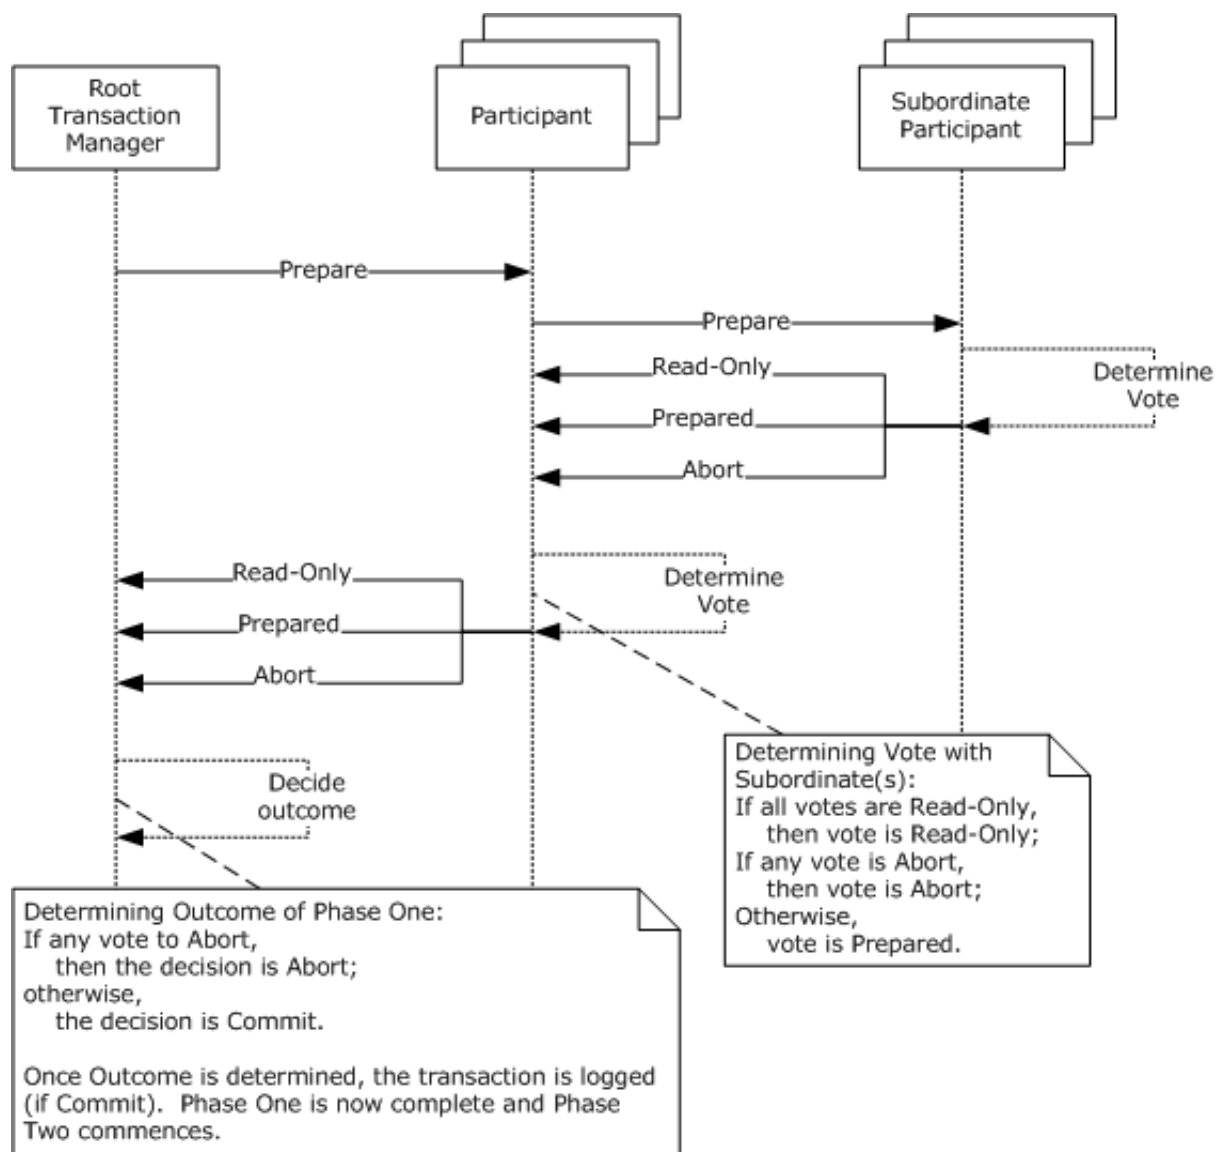 Root
Transaction
Manager
Participant
Subordinate
Participant
Prepare
Prepare
Read-Only
Determine
Vote
Prepared
Abort
Determine
Vote
Read-Only
Prepared
Abort
Decide
outcome
Determining Vote with
Subordinate(s):
If all votes are Read-Only,
then vote is Read-Only;
If any vote is Abort,
then vote is Abort;
Otherwise,
vote is Prepared.
Determining Outcome of Phase One:
If any vote to Abort,
then the decision is Abort;
otherwise,
the decision is Commit.
Once Outcome is determined, the transaction is logged
(if Commit).  Phase One is now complete and Phase
Two commences.